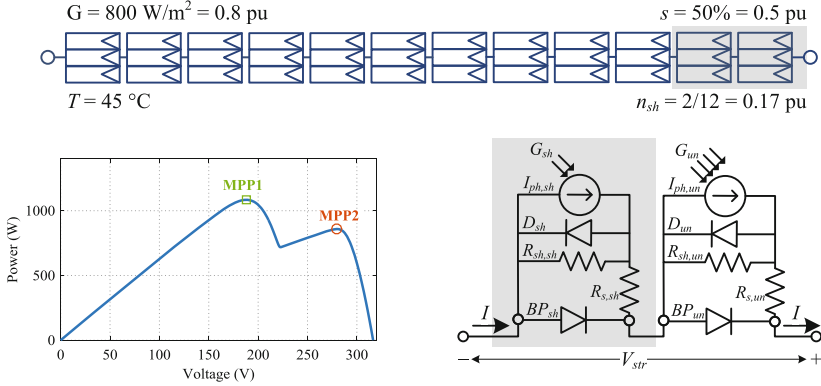 G = 800 W/m² = 0.8 pu
s = 50% = 0.5 pu
T = 45 °C
n_sh = 2/12 = 0.17 pu
Power (W)
1000
500
0
MPP1
MPP2
0
50
100
150
200
250
300
Voltage (V)
G_sh
I_ph,sh
D_sh
R_sh,sh
R_s,sh
BP_sh
I
G_un
I_ph,un
D_un
R_sh,un
R_s,un
BP_un
I
− V_str +